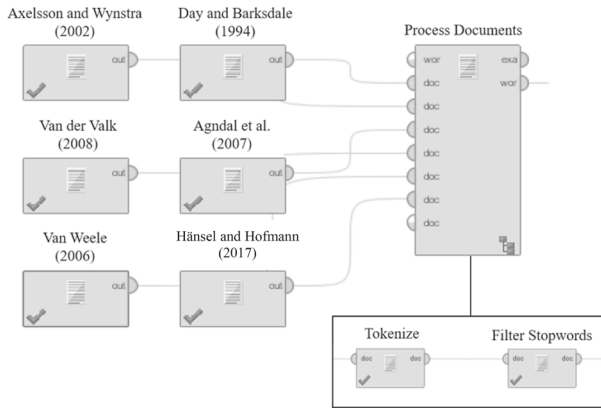 Axelsson and Wynstra
(2002)
out
Day and Barksdale
(1994)
out
Process Documents
wor
exa
doc
wor
doc
doc
doc
doc
doc
doc
Van der Valk
(2008)
out
Agndal et al.
(2007)
out
Van Weele
(2006)
out
Hänsel and Hofmann
(2017)
out
Tokenize
doc
doc
Filter Stopwords
doc
doc